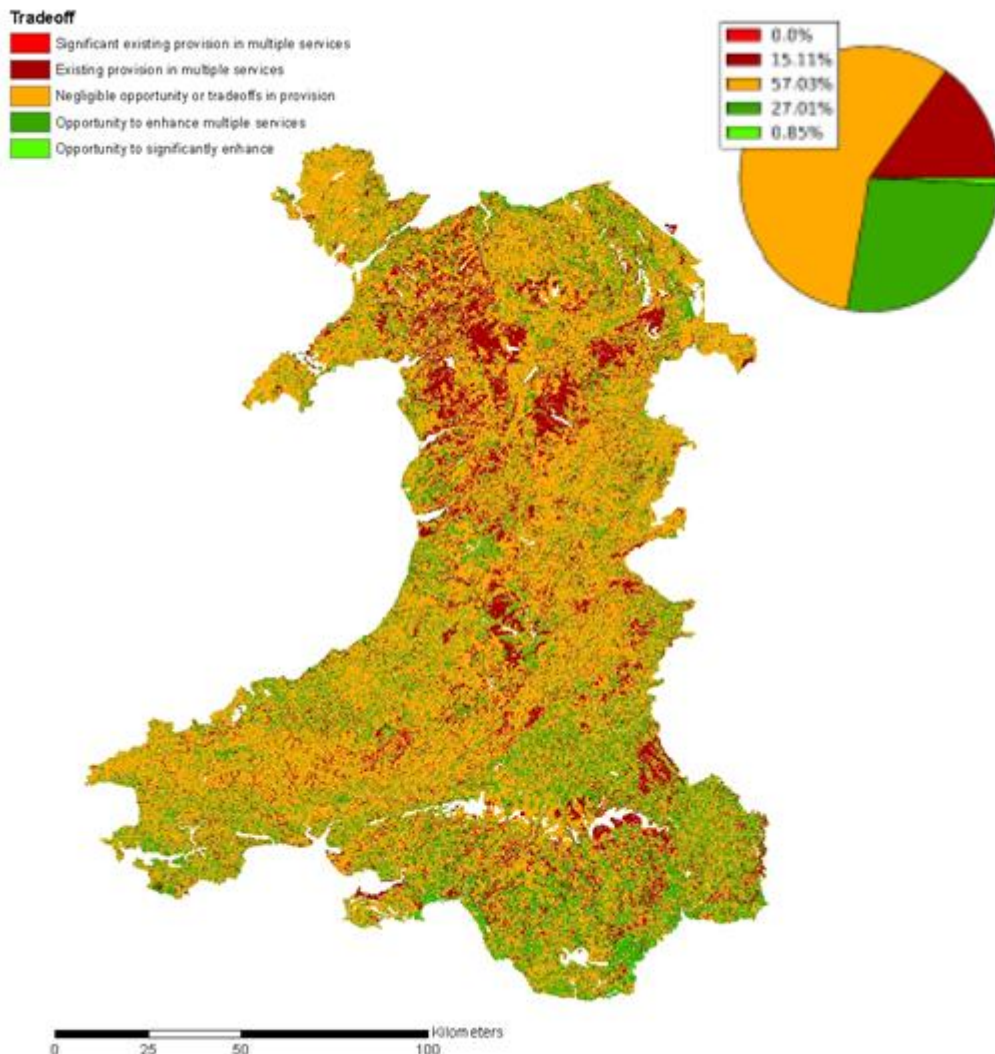 Tradeoff
Significant existing provision in multiple services
Existing provision in multiple services
Negligible opportunity or tradeoffs in provision
Opportunity to enhance multiple services
Opportunity to significantly enhance
0.0%
15.11%
57.03%
27.01%
0.85%
Kilometers
0 25 50 100